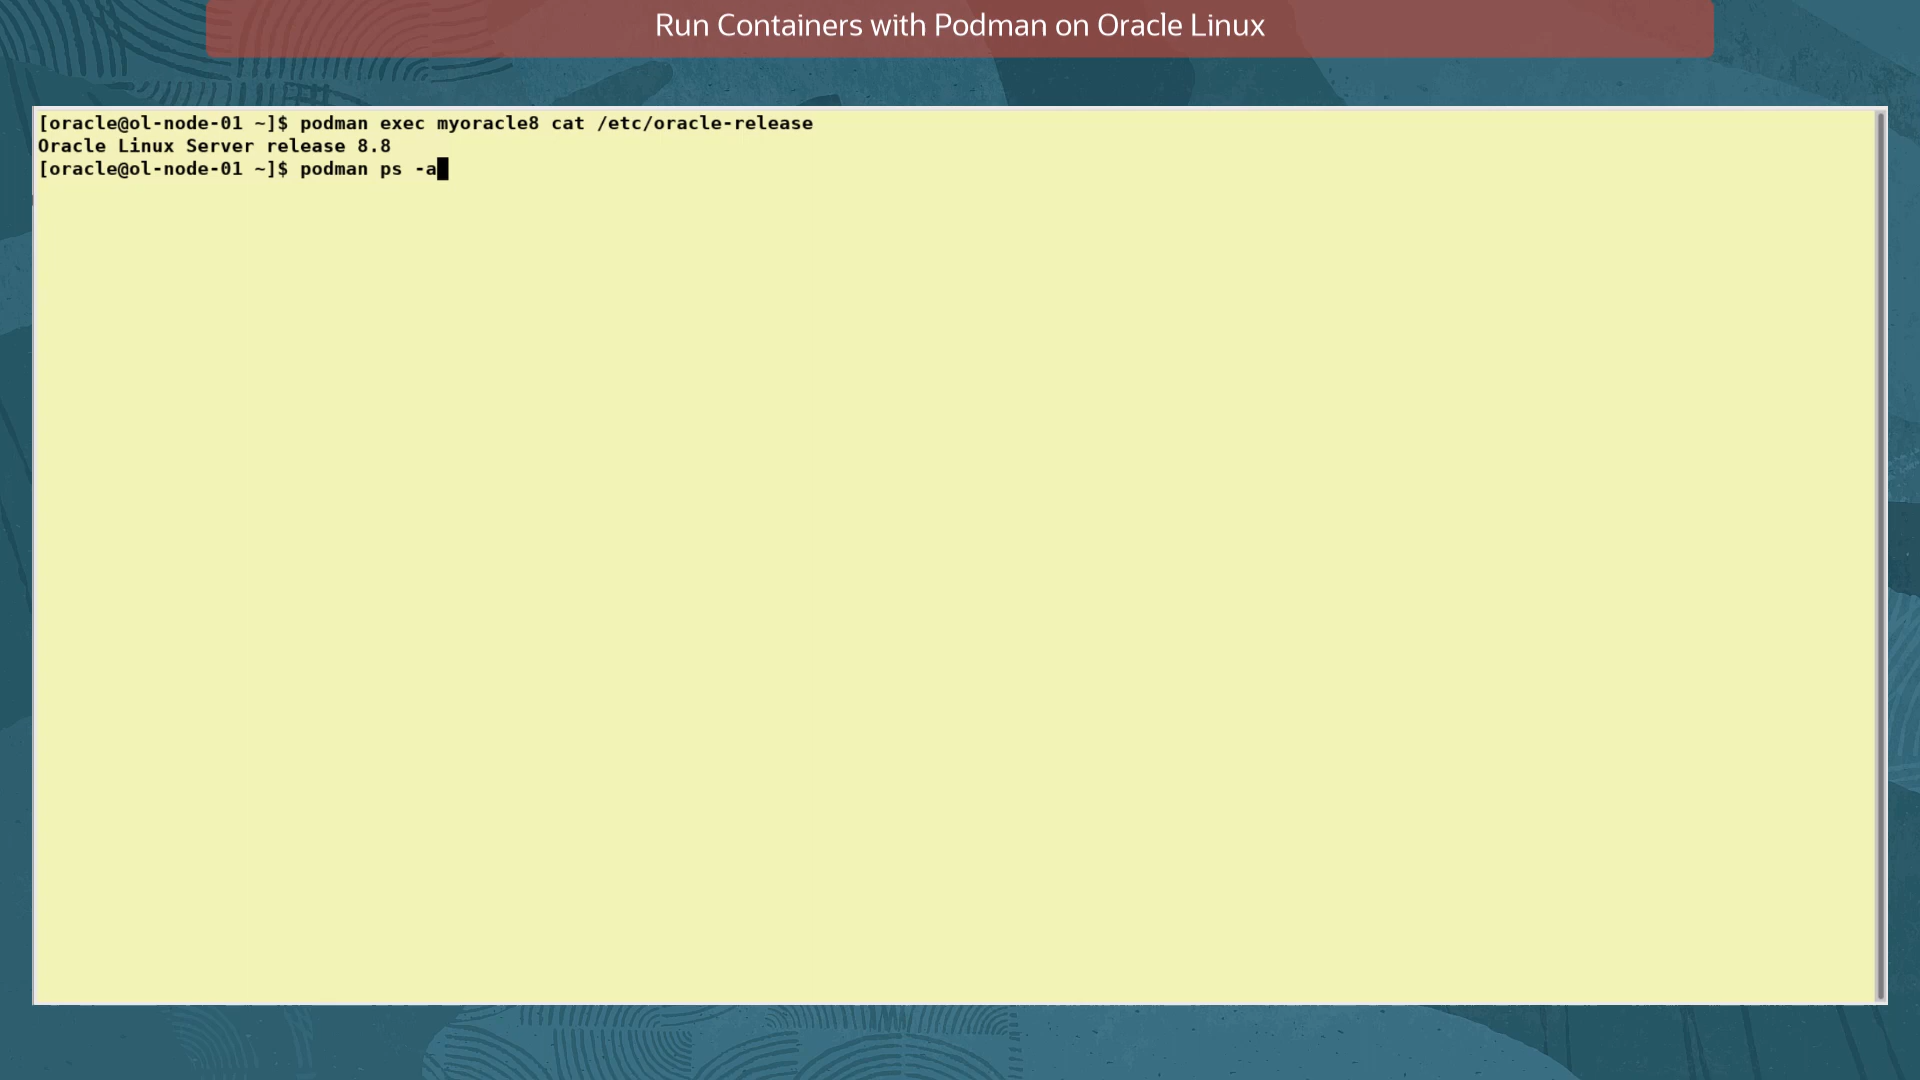 Run Containers with Podman on Oracle Linux
[oracle@ol-node-01 ~]$ podman exec myoracle8 cat /etc/oracle-release
Oracle Linux Server release 8.8
[oracle@ol-node-01 ~]$ podman ps -a